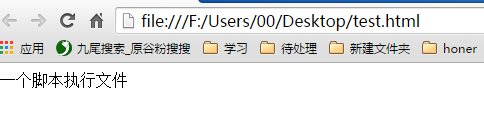 file:///F:/Users/00/Desktop/test.html
应用 九尾搜索_原谷粉搜搜 学习 待处理 新建文件夹 honer
一个脚本执行文件